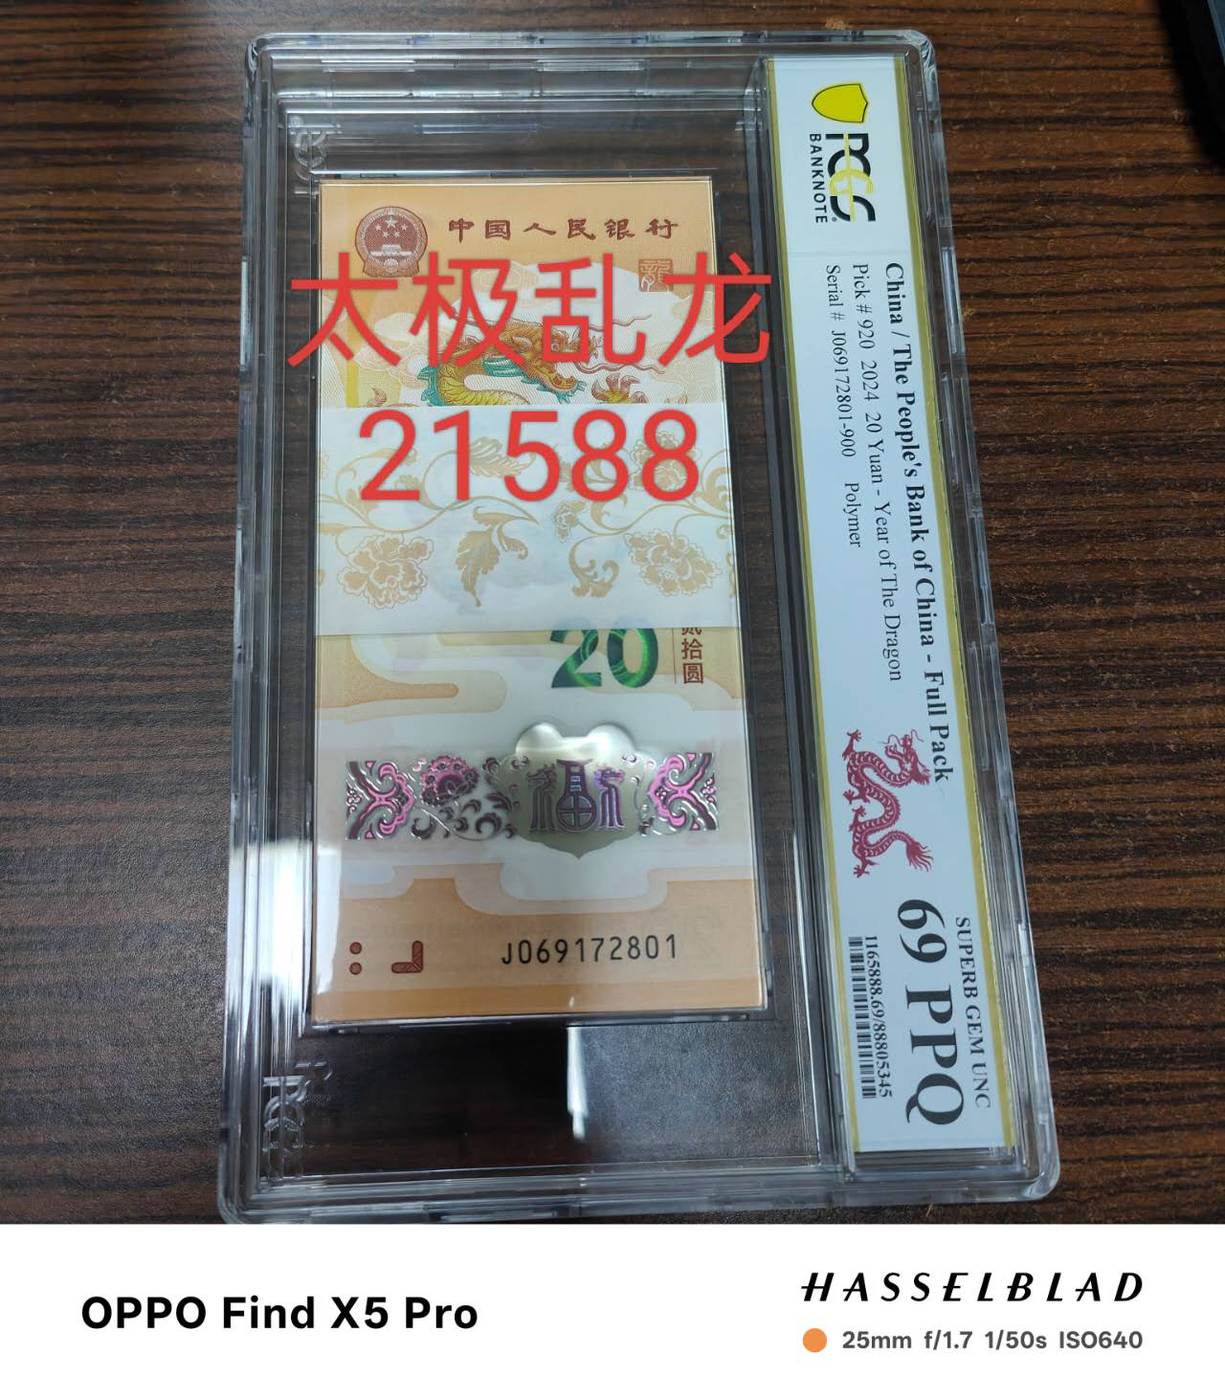 中国人民银行
太极乱龙
21588
20
贰拾圆
J069172801
PCGS
BANKNOTE
China / The People's Bank of China - Full Pack
Pick # 920 2024 20 Yuan - Year of The Dragon
Serial # J069172801-900 Polymer
SUPERB GEM UNC
69 PPQ
1165888.69/88805345
OPPO Find X5 Pro
HASSELBLAD
25mm f/1.7 1/50s ISO640